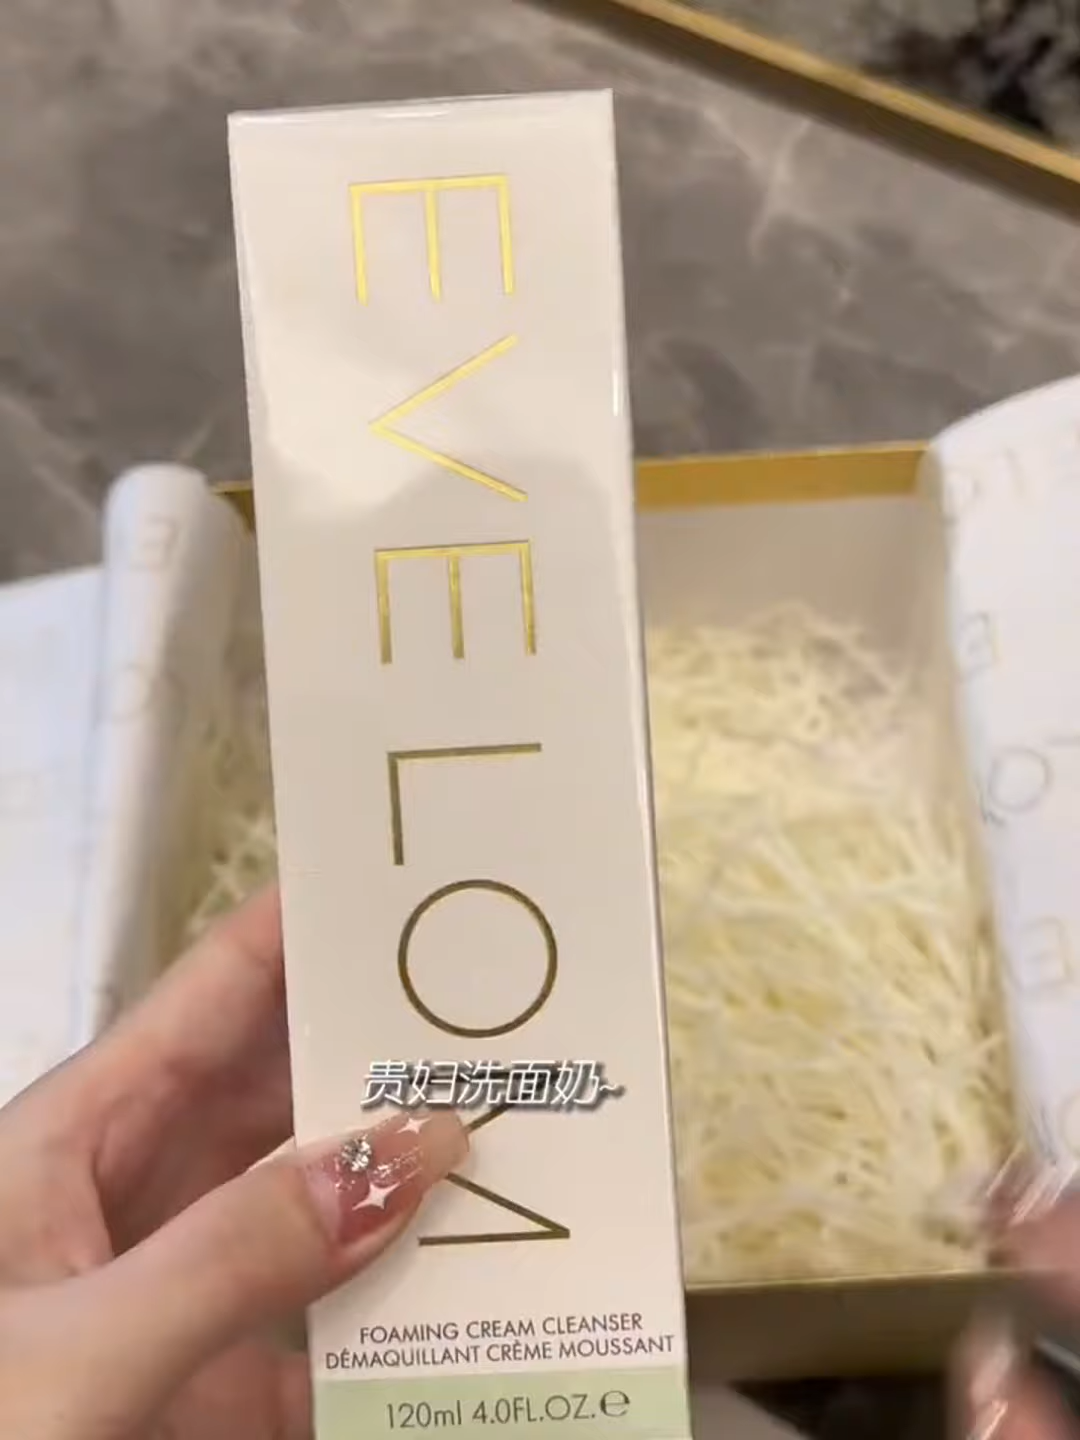 EVE LOM
贵妇洗面奶~
FOAMING CREAM CLEANSER
DÉMAQUILLANT CRÈME MOUSSANT
120ml 4.0FL.OZ.℮